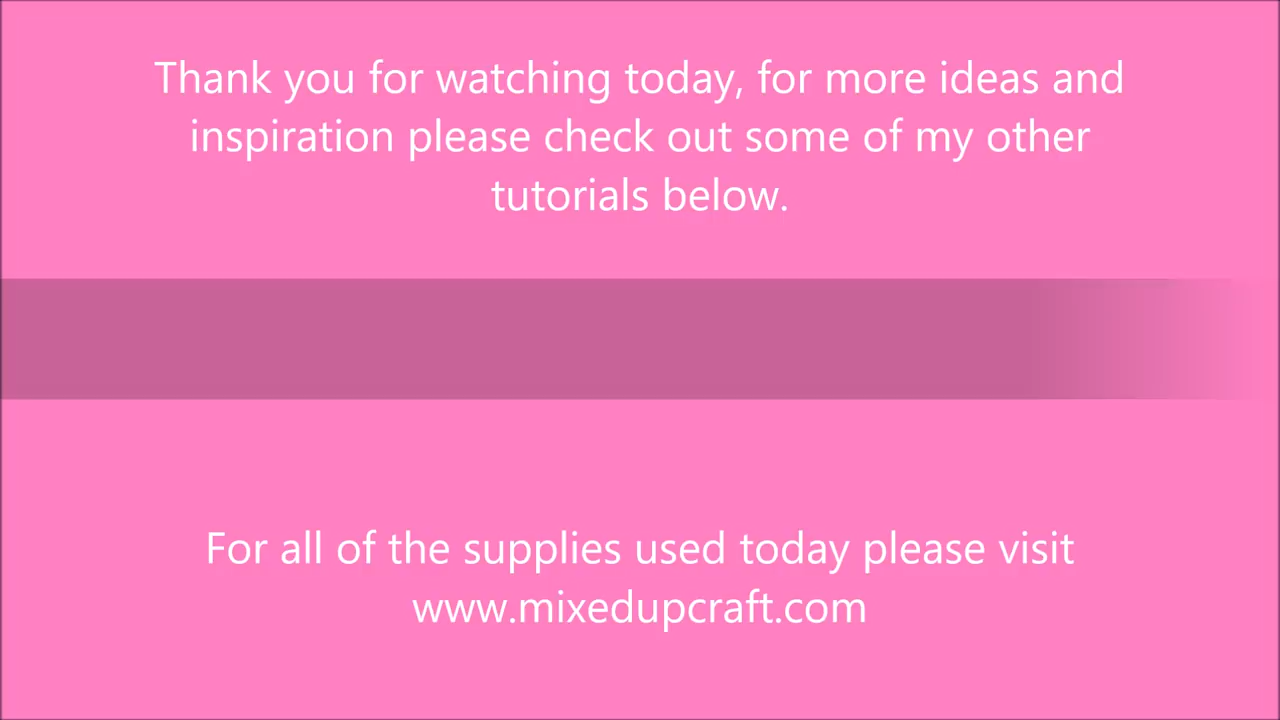 Thank you for watching today, for more ideas and
inspiration please check out some of my other
tutorials below.
For all of the supplies used today please visit
www.mixedupcraft.com